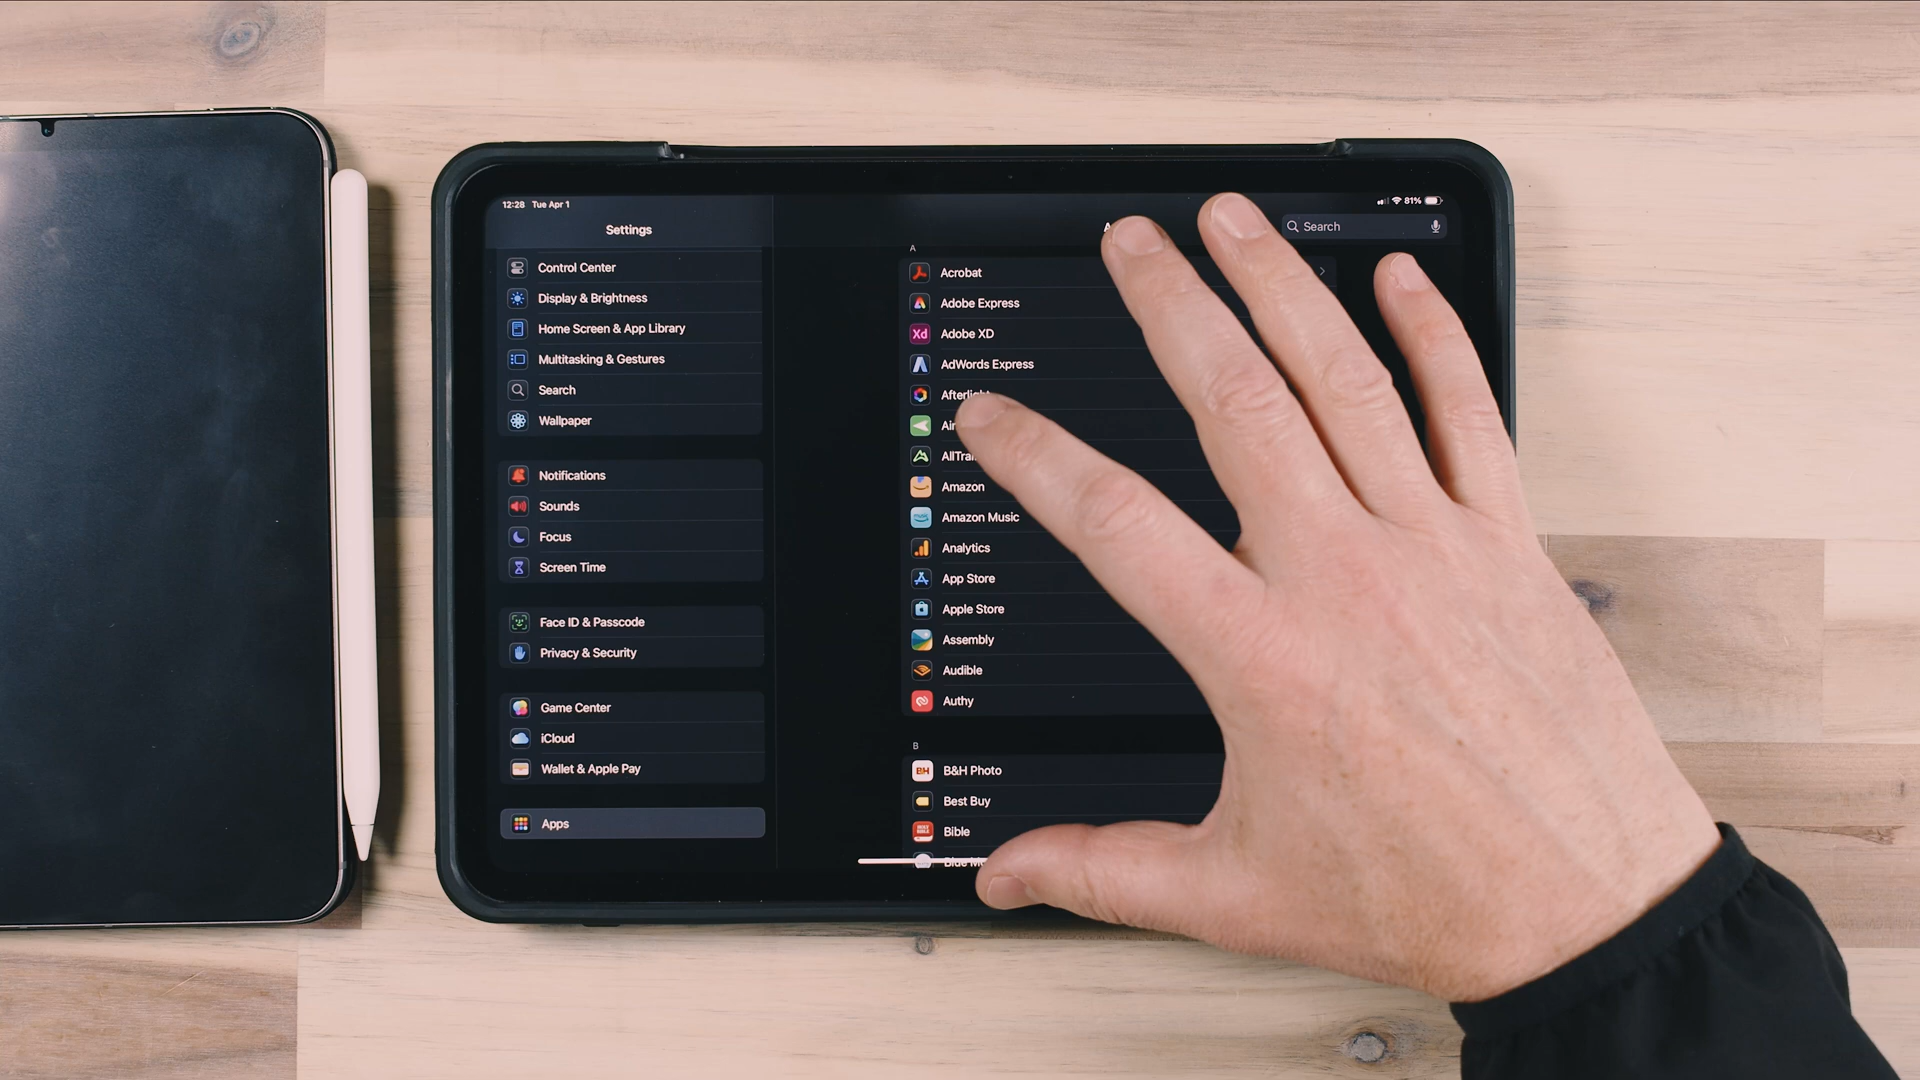 12:28 Tue Apr 1
81%
Settings
Search
Control Center
Display & Brightness
Home Screen & App Library
Multitasking & Gestures
Search
Wallpaper
Notifications
Sounds
Focus
Screen Time
Face ID & Passcode
Privacy & Security
Game Center
iCloud
Wallet & Apple Pay
Apps
A
Acrobat
Adobe Express
Xd Adobe XD
AdWords Express
Amazon
music Amazon Music
Analytics
App Store
Apple Store
Assembly
Audible
Authy
B
BH B&H Photo
Best Buy
HOLY BIBLE Bible